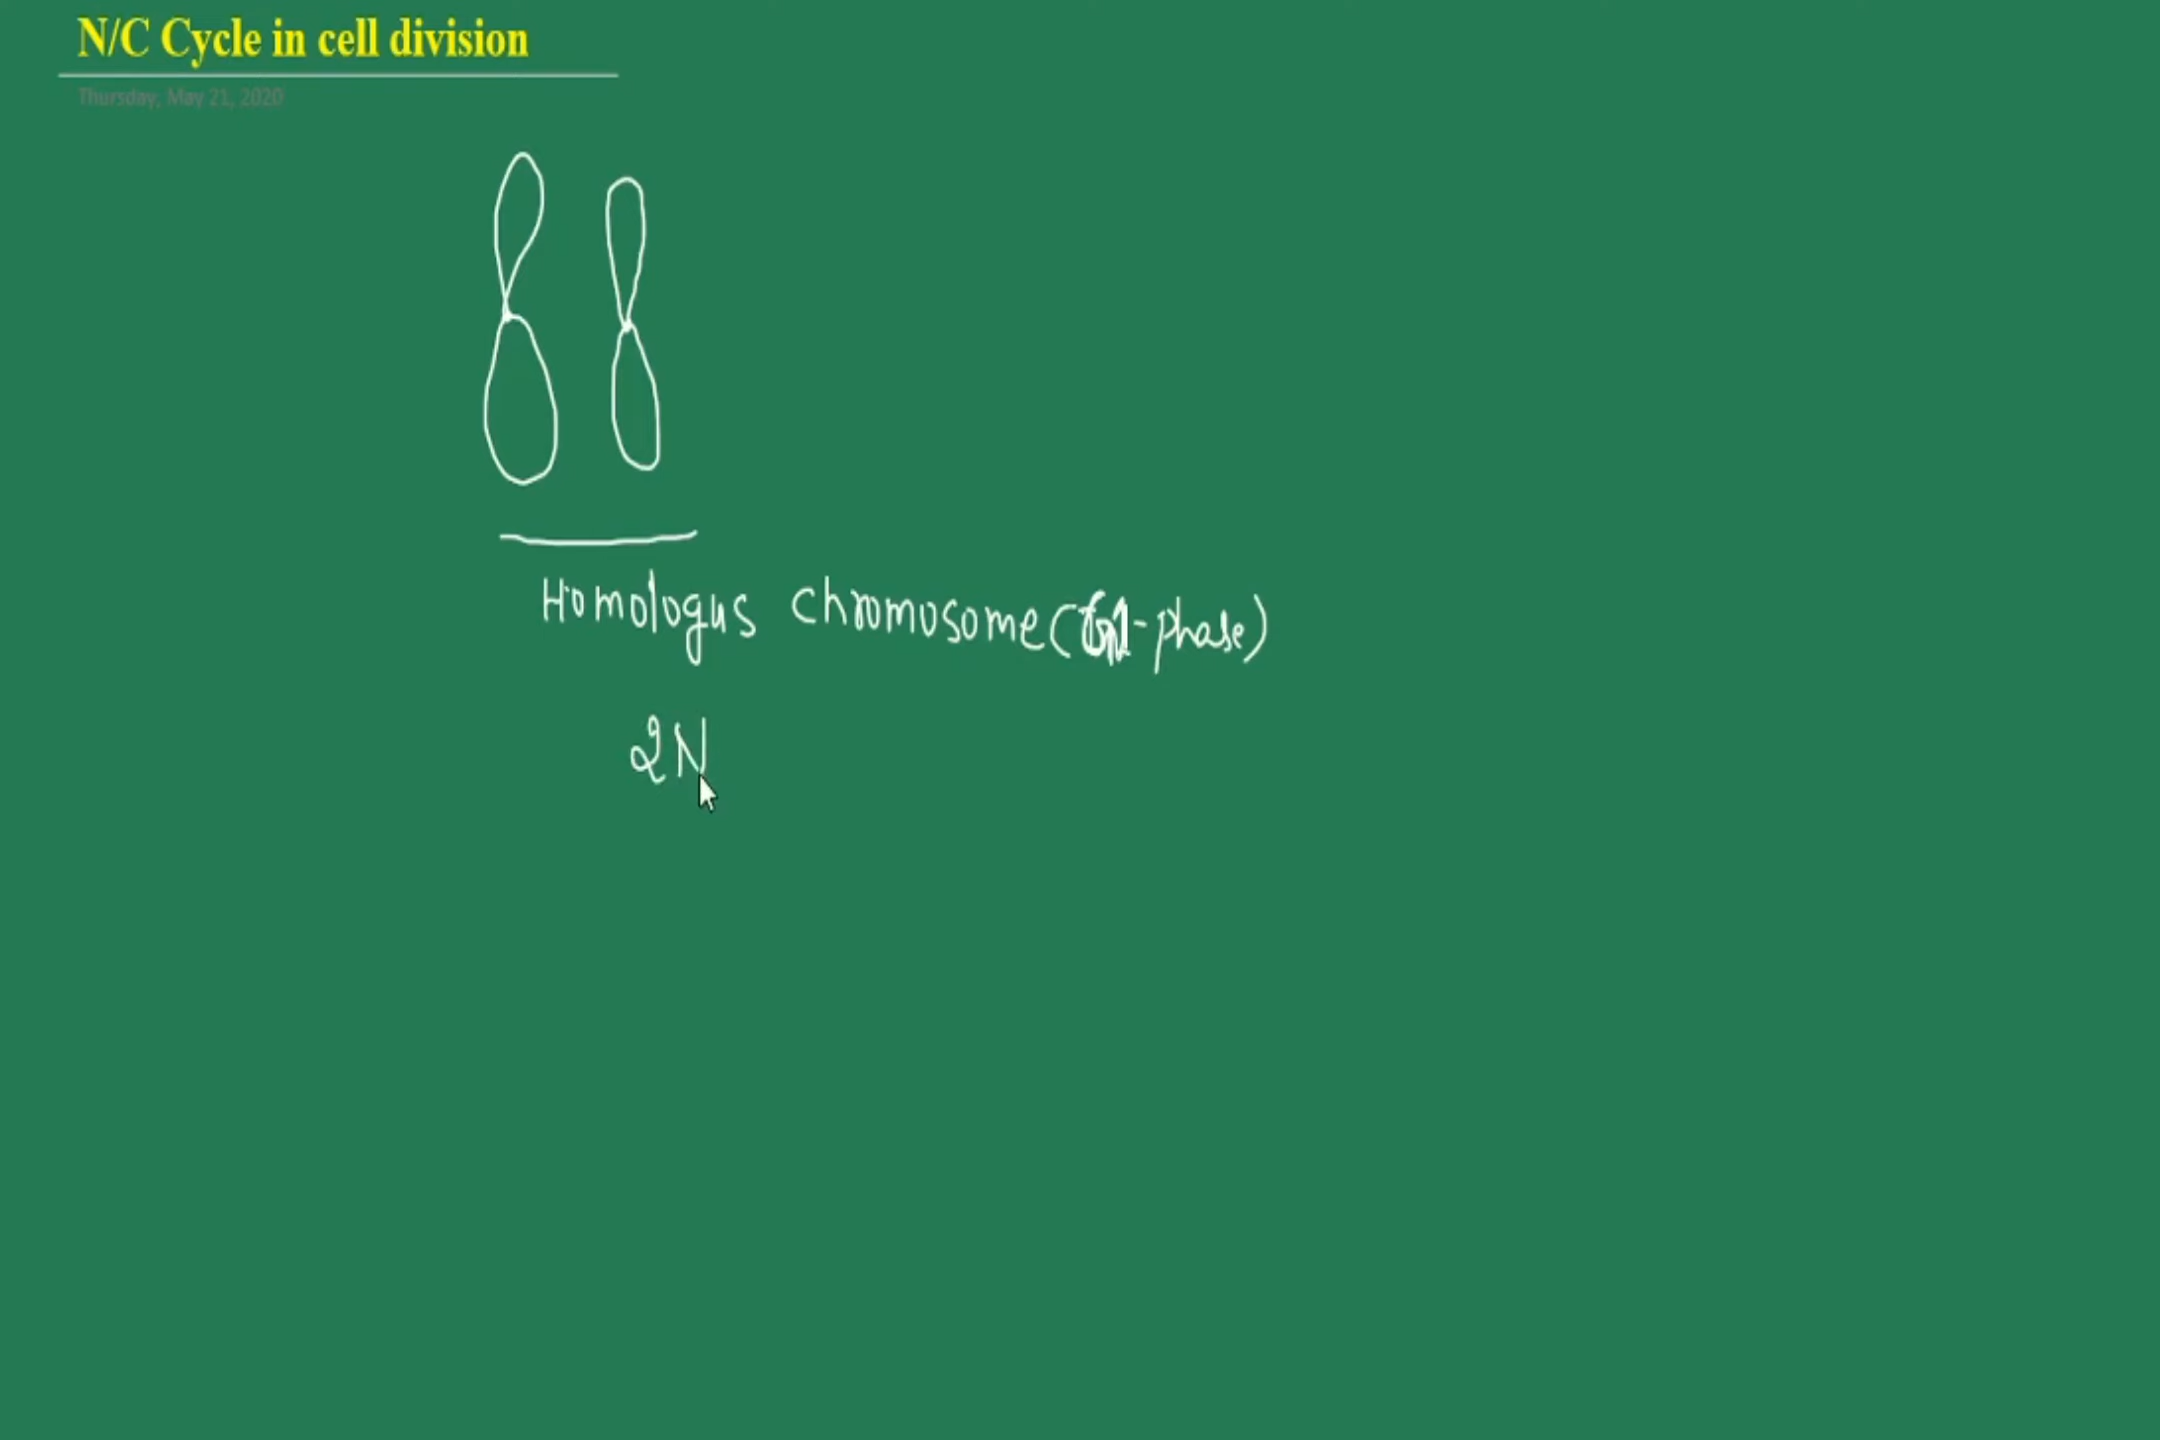 N/C Cycle in cell division
Thursday, May 21, 2020
Homologus chromosome (G1-phase)
2N